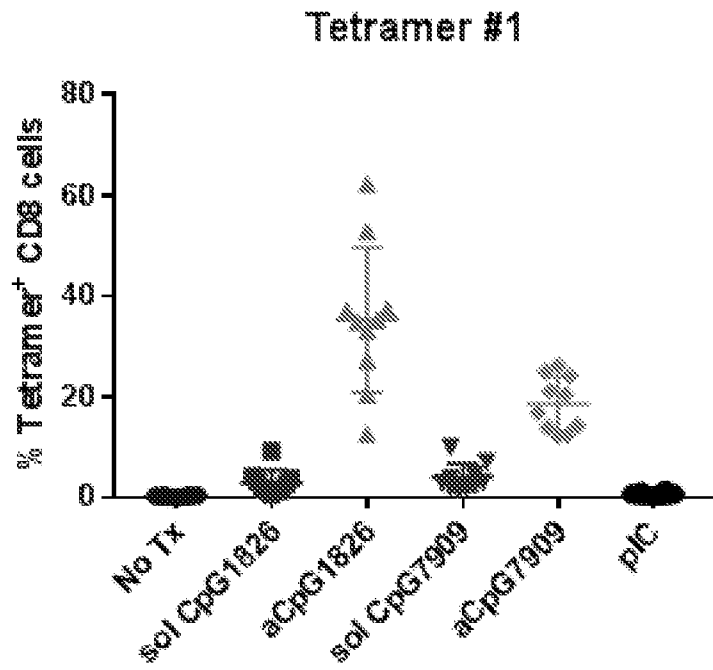 Tetramer #1
% Tetramer+ CD8 cells
80
60
40
20
0
No Tx
sol CpG1826
aCpG1826
sol CpG7909
aCpG7909
pIC